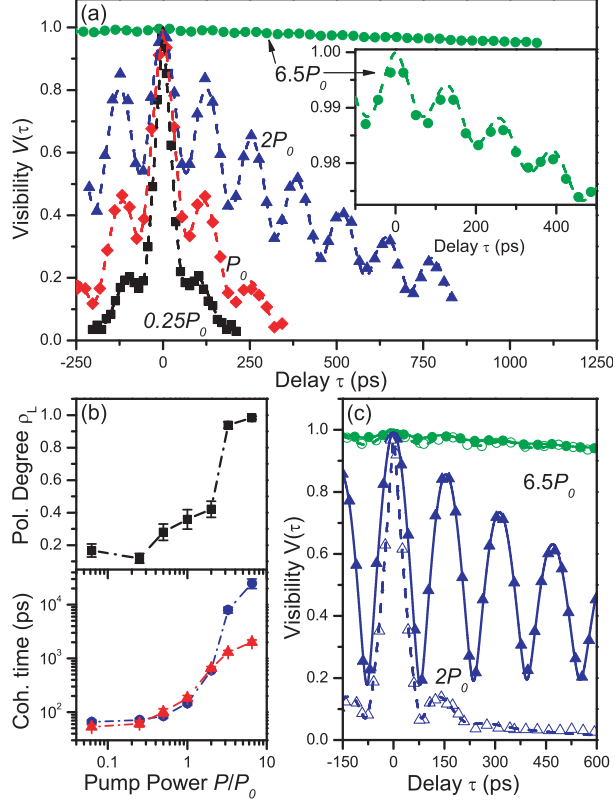 (a)
1.0
0.8
0.6
0.4
0.2
0.0
Visibility V(τ)
-250
0
250
500
750
1000
1250
Delay τ (ps)
6.5P0
2P0
P0
0.25P0
1.00
0.99
0.98
0
200
400
Delay τ (ps)
(b)
1.0
0.8
0.6
0.4
0.2
Pol. Degree ρL
10^4
10^3
10^2
Coh. time (ps)
0.1
1
10
Pump Power P/P0
(c)
1.0
0.8
0.6
0.4
0.2
0.0
Visibility V(τ)
6.5P0
2P0
-150
0
150
300
450
600
Delay τ (ps)